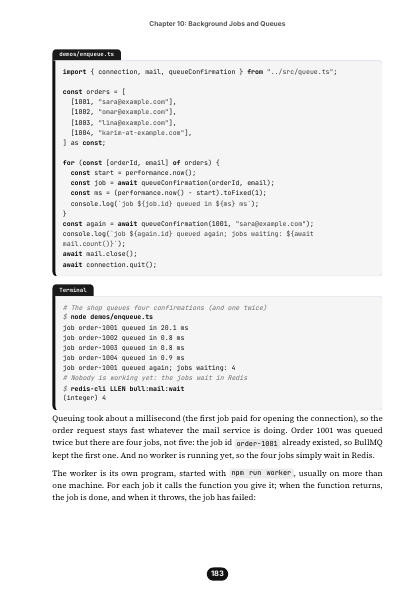 Chapter 10: Background Jobs and Queues
demos/enqueue.ts
import { connection, mail, queueConfirmation } from "../src/queue.ts";
const orders = [
[1001, "sara@example.com"],
[1002, "omar@example.com"],
[1003, "lina@example.com"],
[1004, "karim-at-example.com"],
] as const;
for (const [orderId, email] of orders) {
const start = performance.now();
const job = await queueConfirmation(orderId, email);
const ms = (performance.now() - start).toFixed(1);
console.log(`job ${job.id} queued in ${ms} ms`);
}
const again = await queueConfirmation(1001, "sara@example.com");
console.log(`job ${again.id} queued again; jobs waiting: ${await
mail.count()}`);
await mail.close();
await connection.quit();
Terminal
# The shop queues four confirmations (and one twice)
$ node demos/enqueue.ts
job order-1001 queued in 20.1 ms
job order-1002 queued in 0.8 ms
job order-1003 queued in 0.8 ms
job order-1004 queued in 0.9 ms
job order-1001 queued again; jobs waiting: 4
# Nobody is working yet: the jobs wait in Redis
$ redis-cli LLEN bull:mail:wait
(integer) 4
Queuing took about a millisecond (the first job paid for opening the connection), so the
order request stays fast whatever the mail service is doing. Order 1001 was queued
twice but there are four jobs, not five: the job id order-1001 already existed, so BullMQ
kept the first one. And no worker is running yet, so the four jobs simply wait in Redis.
The worker is its own program, started with npm run worker, usually on more than
one machine. For each job it calls the function you give it; when the function returns,
the job is done, and when it throws, the job has failed:
183